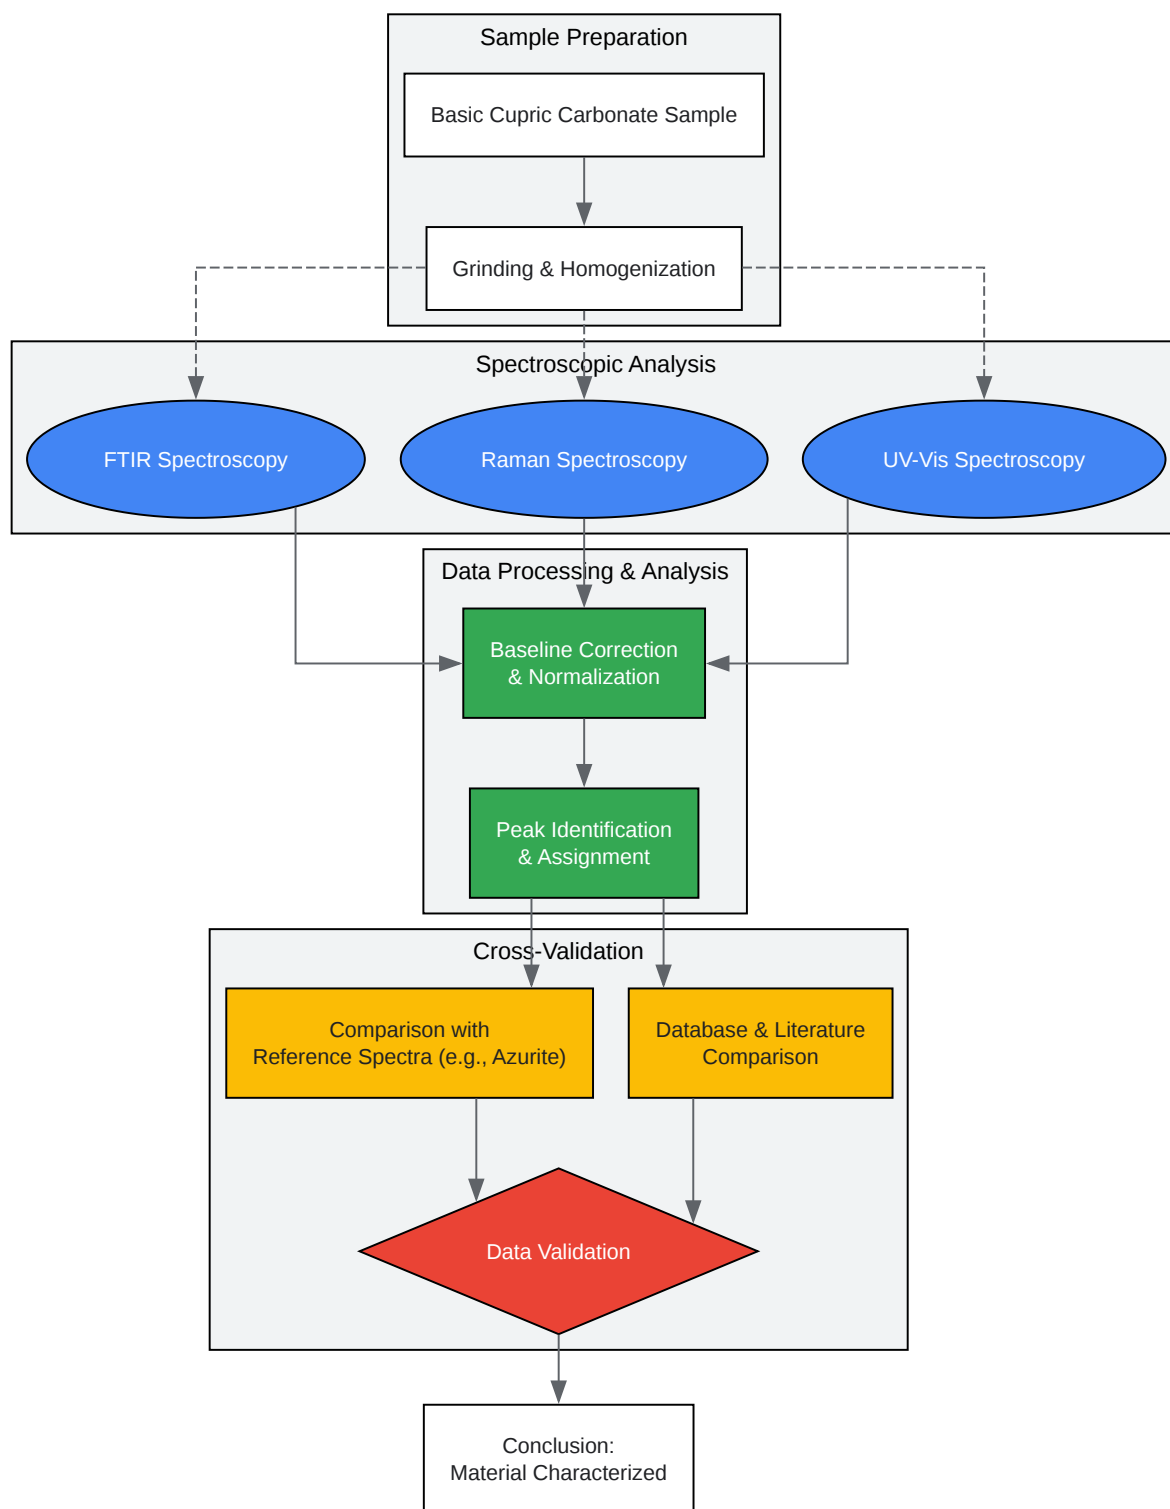 Sample Preparation
Basic Cupric Carbonate Sample
Grinding & Homogenization
Spectroscopic Analysis
FTIR Spectroscopy
Raman Spectroscopy
UV-Vis Spectroscopy
Data Processing & Analysis
Baseline Correction
& Normalization
Peak Identification
& Assignment
Cross-Validation
Comparison with
Reference Spectra (e.g., Azurite)
Database & Literature
Comparison
Data Validation
Conclusion:
Material Characterized